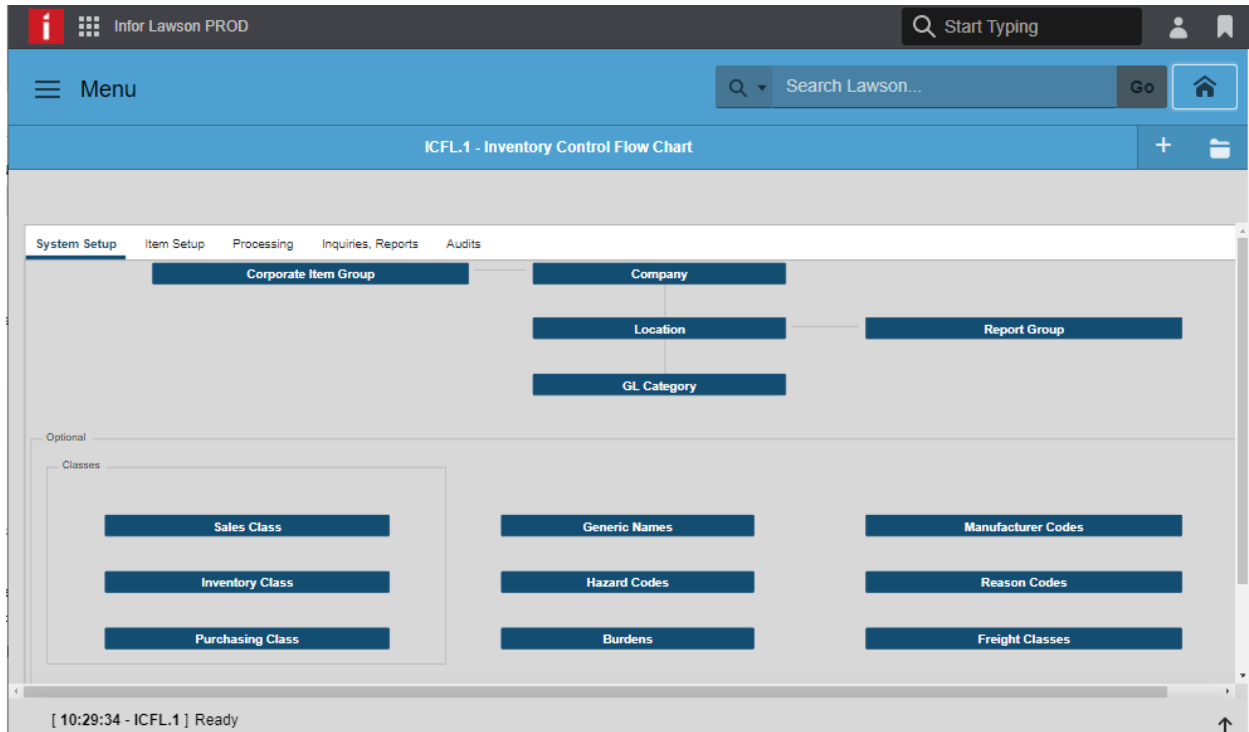 Infor Lawson PROD
Start Typing
Menu
Search Lawson...
Go
ICFL.1 - Inventory Control Flow Chart
System Setup Item Setup Processing Inquiries, Reports Audits
Corporate Item Group Company
Location Report Group
GL Category
Optional
Classes
Sales Class Generic Names Manufacturer Codes
Inventory Class Hazard Codes Reason Codes
Purchasing Class Burdens Freight Classes
[ 10:29:34 - ICFL.1 ] Ready